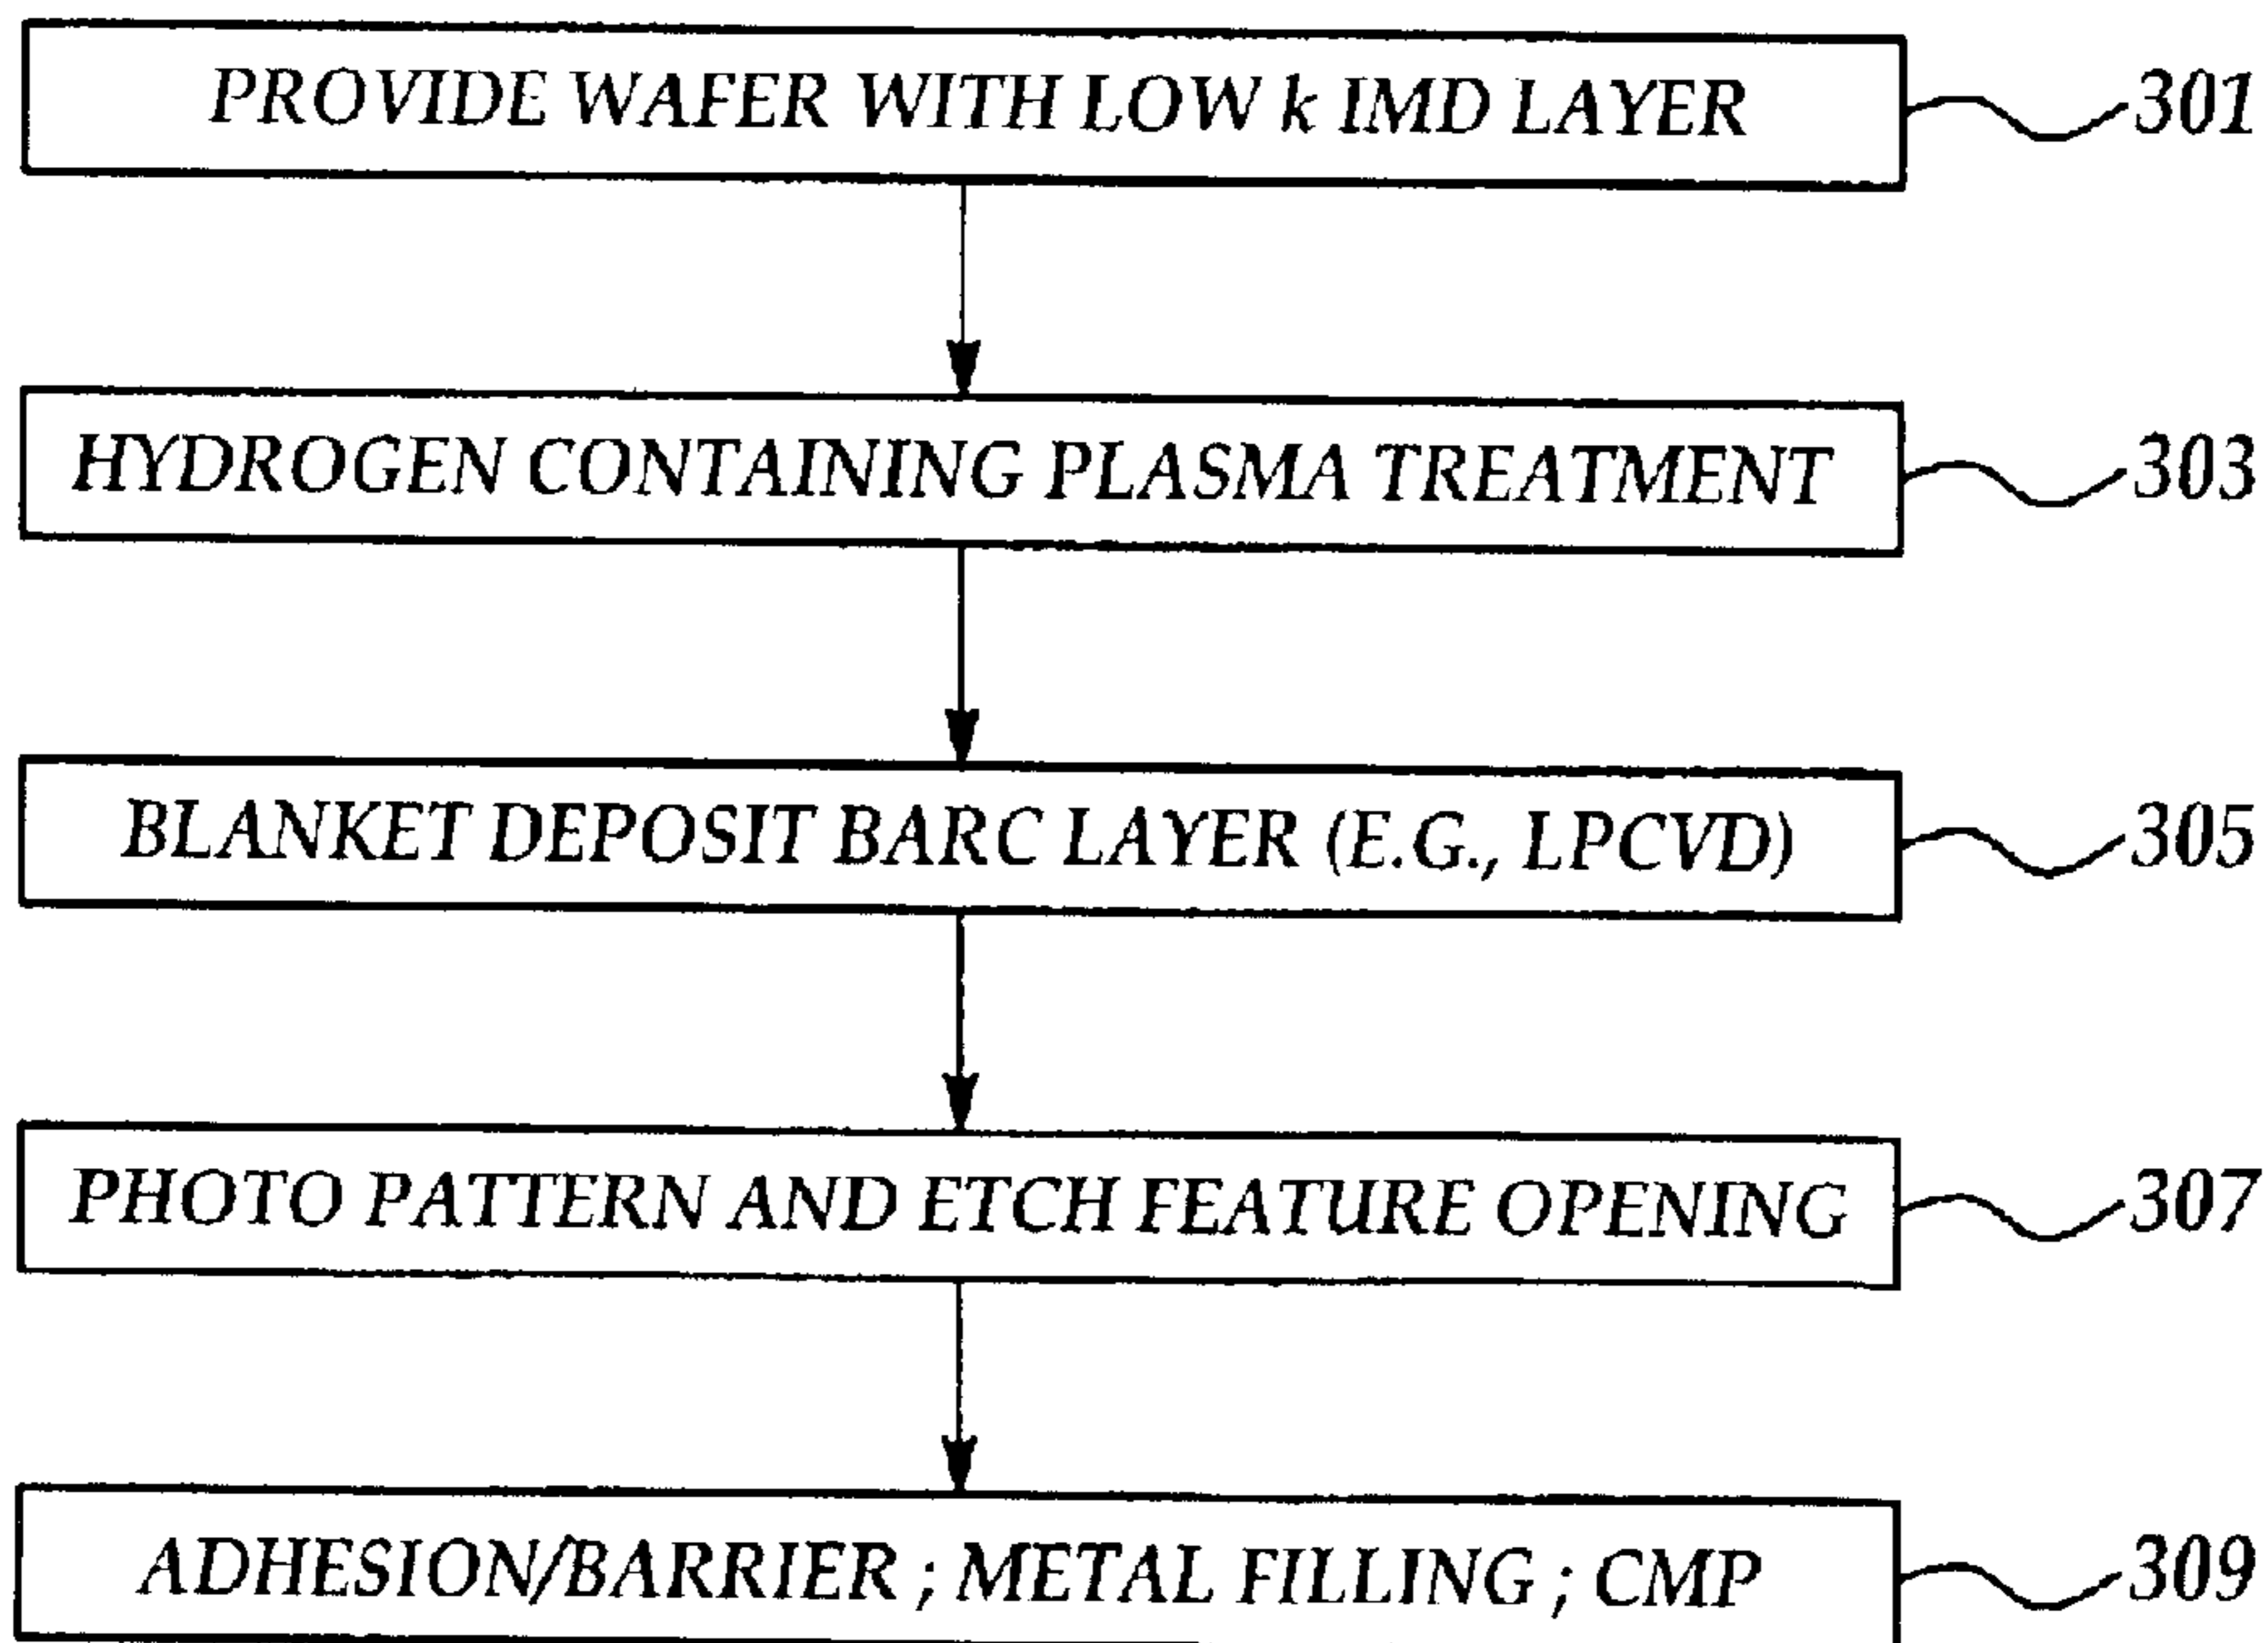 PROVIDE WAFER WITH LOW k IMD LAYER 301
HYDROGEN CONTAINING PLASMA TREATMENT 303
BLANKET DEPOSIT BARC LAYER (E.G., LPCVD) 305
PHOTO PATTERN AND ETCH FEATURE OPENING 307
ADHESION/BARRIER ; METAL FILLING ; CMP 309